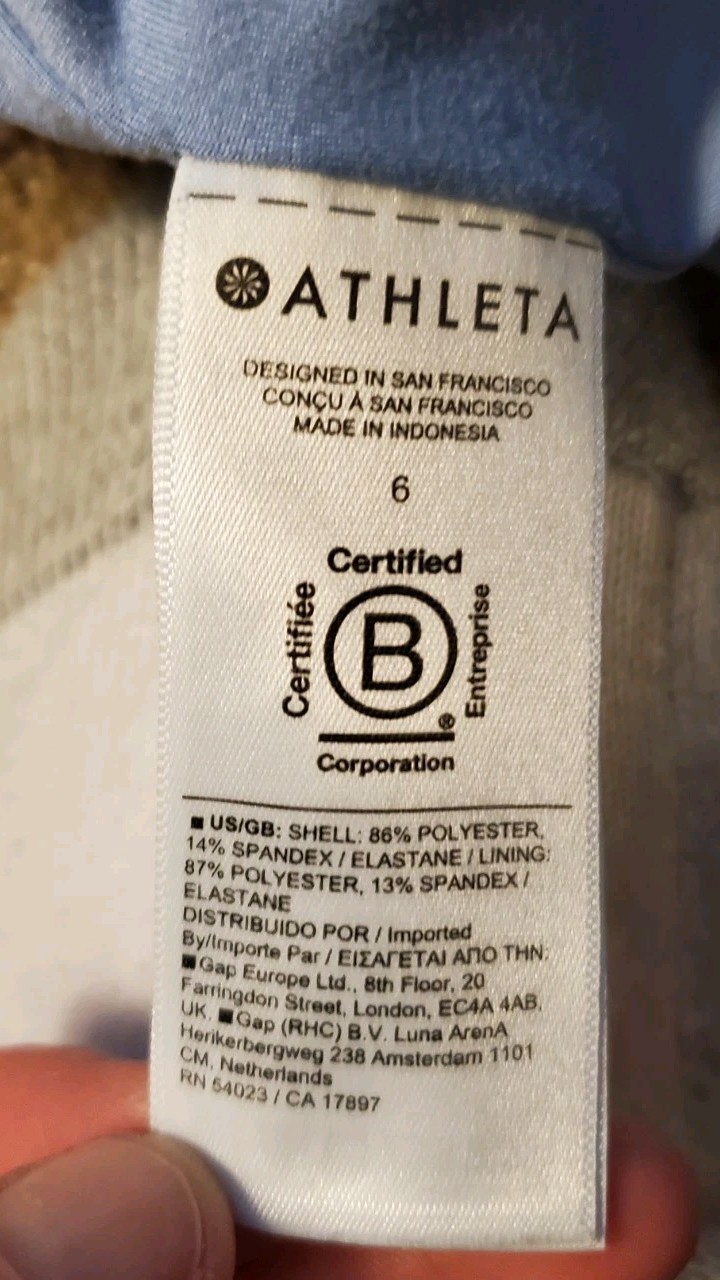 ATHLETA
DESIGNED IN SAN FRANCISCO
CONÇU À SAN FRANCISCO
MADE IN INDONESIA
6
Certified
Certifiée
B
Entreprise
®
Corporation
■ US/GB: SHELL: 86% POLYESTER,
14% SPANDEX / ELASTANE / LINING:
87% POLYESTER, 13% SPANDEX /
ELASTANE
DISTRIBUIDO POR / Imported
By/Importe Par / ΕΙΣΑΓΕΤΑΙ ΑΠΟ ΤΗΝ:
■ Gap Europe Ltd., 8th Floor, 20
Farringdon Street, London, EC4A 4AB,
UK, ■ Gap (RHC) B.V. Luna ArenA
Herikerbergweg 238 Amsterdam 1101
CM, Netherlands
RN 54023 / CA 17897